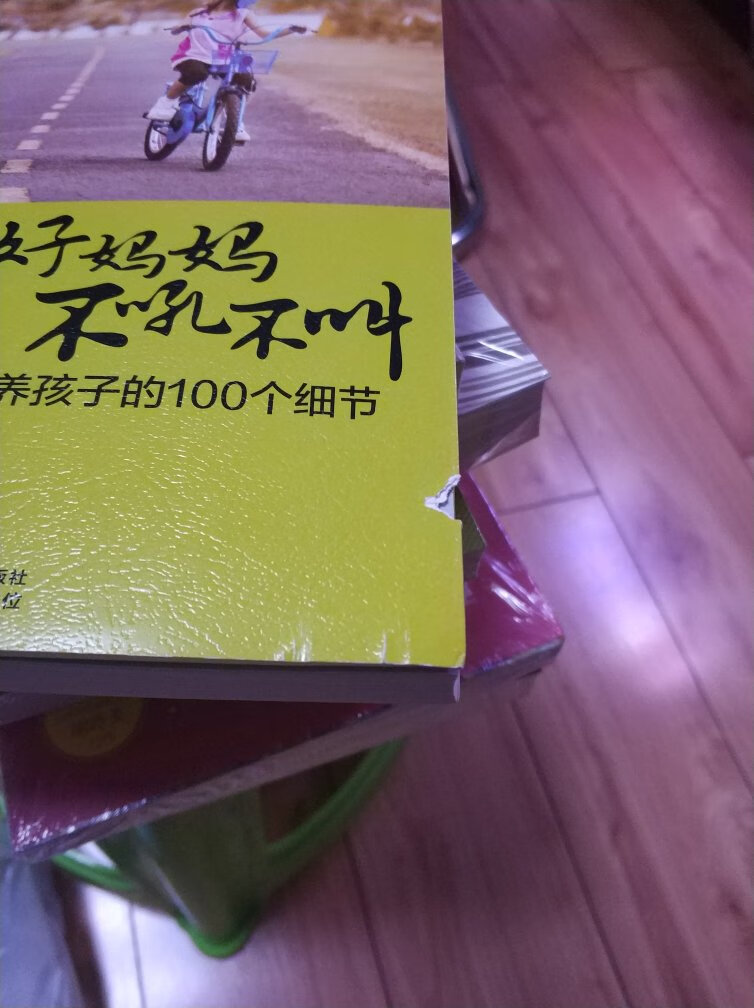 好妈妈
不吼不叫
养孩子的100个细节
版社
位